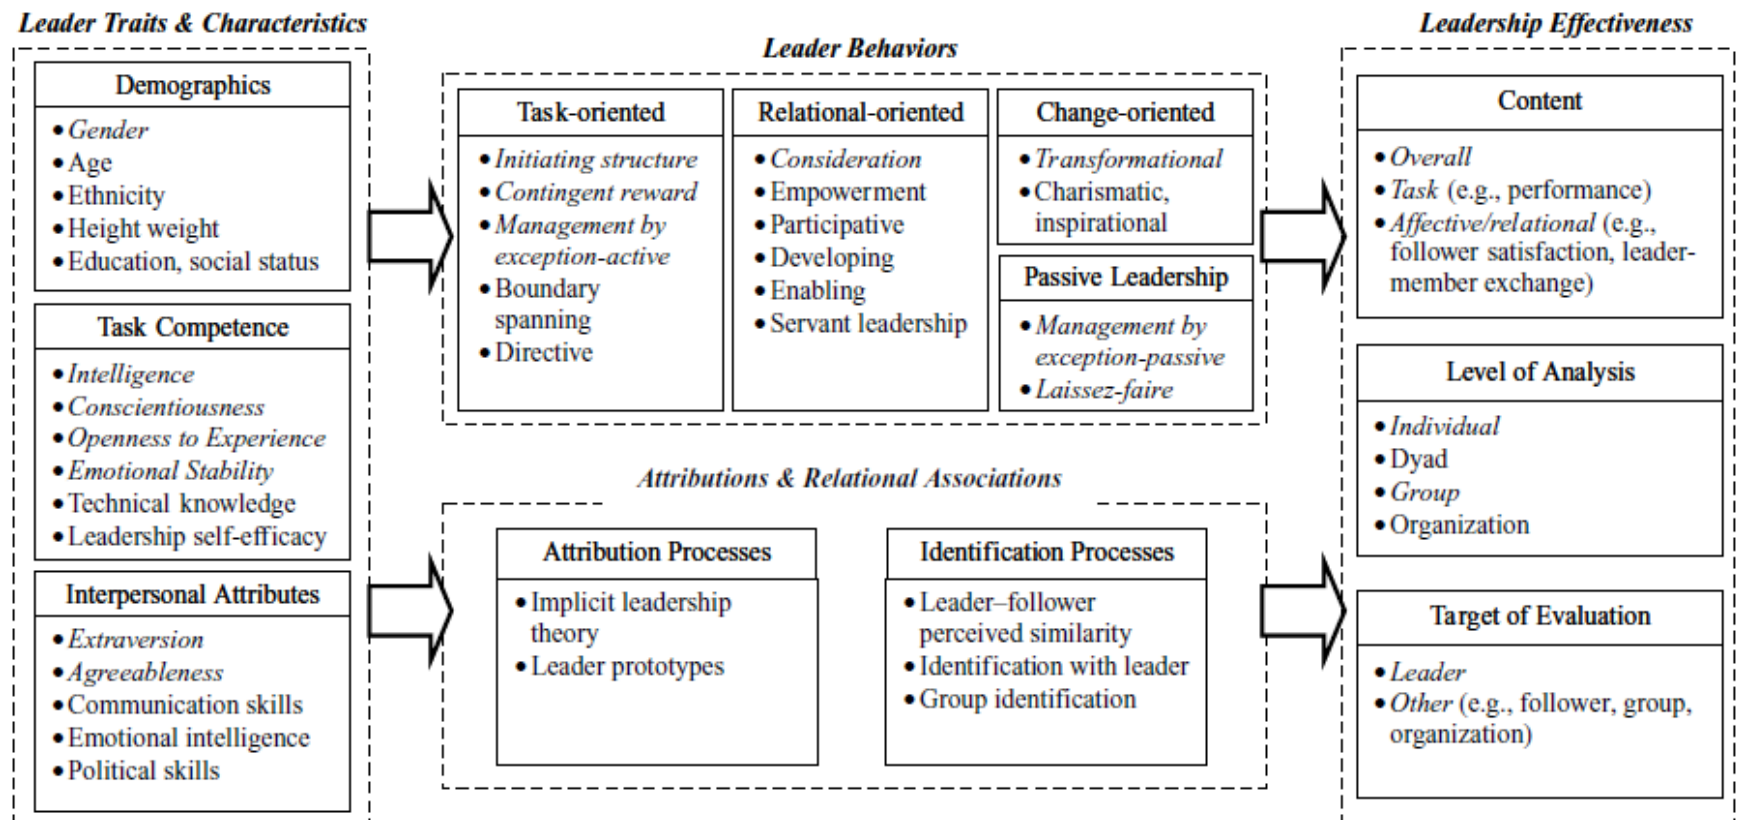 Leader Traits & Characteristics
Demographics
• Gender
• Age
• Ethnicity
• Height weight
• Education, social status
Task Competence
• Intelligence
• Conscientiousness
• Openness to Experience
• Emotional Stability
• Technical knowledge
• Leadership self-efficacy
Interpersonal Attributes
• Extraversion
• Agreeableness
• Communication skills
• Emotional intelligence
• Political skills
Leader Behaviors
Task-oriented
• Initiating structure
• Contingent reward
• Management by
exception-active
• Boundary
spanning
• Directive
Relational-oriented
• Consideration
• Empowerment
• Participative
• Developing
• Enabling
• Servant leadership
Change-oriented
• Transformational
• Charismatic,
inspirational
Passive Leadership
• Management by
exception-passive
• Laissez-faire
Attributions & Relational Associations
Attribution Processes
• Implicit leadership
theory
• Leader prototypes
Identification Processes
• Leader–follower
perceived similarity
• Identification with leader
• Group identification
Leadership Effectiveness
Content
• Overall
• Task (e.g., performance)
• Affective/relational (e.g.,
follower satisfaction, leader-
member exchange)
Level of Analysis
• Individual
• Dyad
• Group
• Organization
Target of Evaluation
• Leader
• Other (e.g., follower, group,
organization)